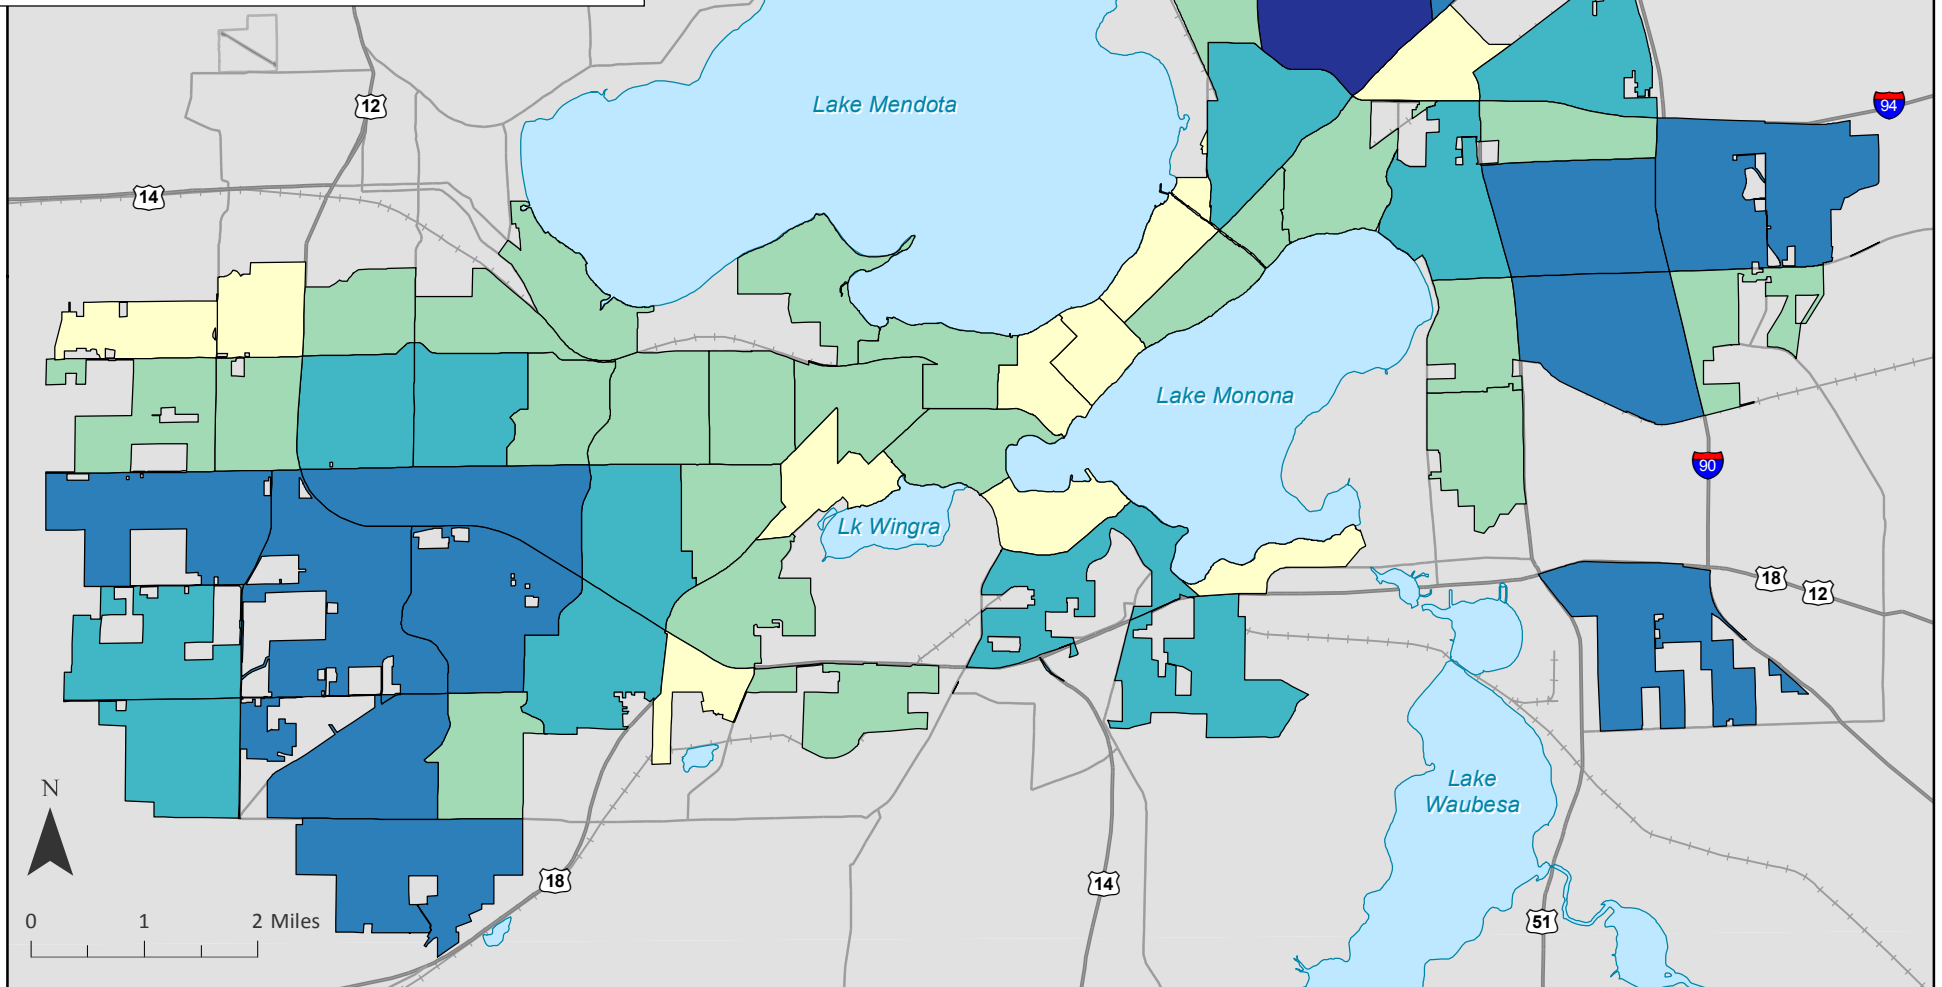 Lake Mendota
12
94
14
Lake Monona
90
Lk Wingra
18
12
Lake
Waubesa
N
18
14
0 1 2 Miles
51